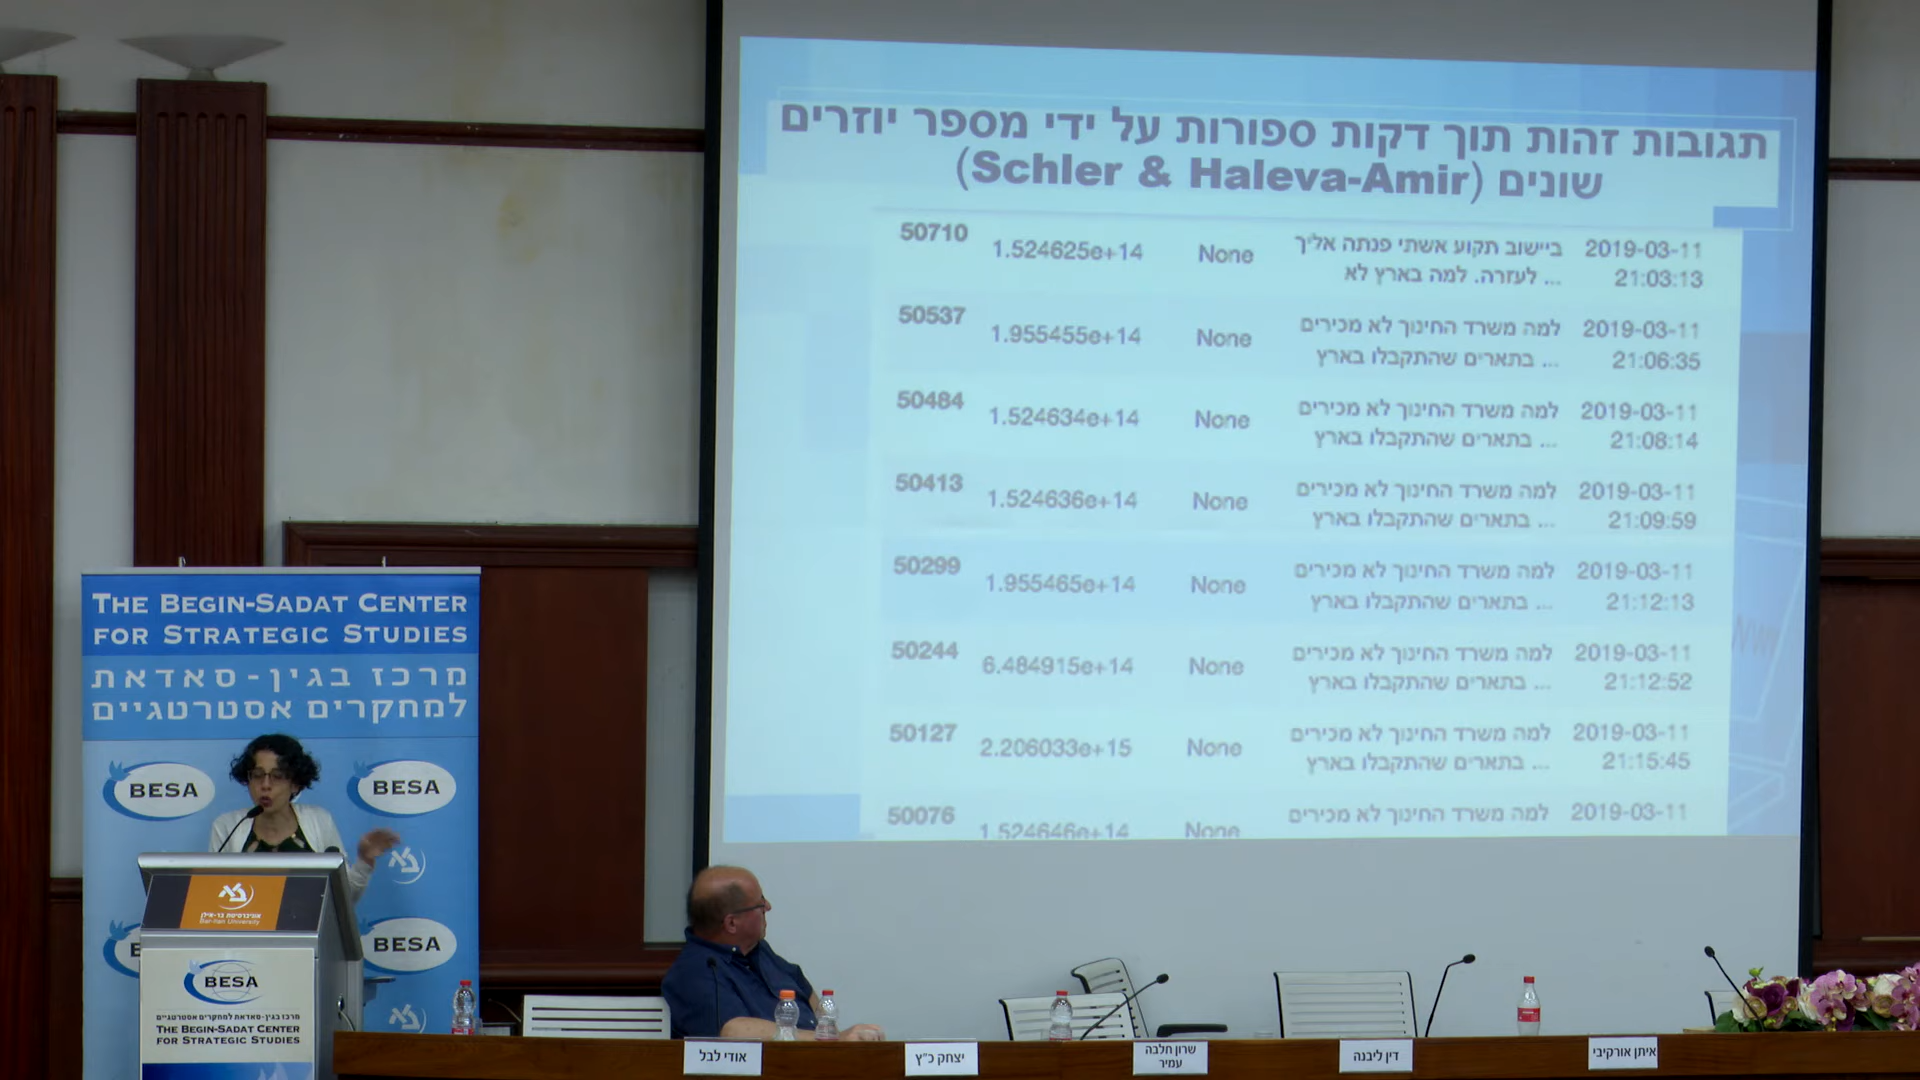 תגובות זהות תוך דקות ספורות על ידי מספר יוזרים
שונים (Schler & Haleva-Amir)
50710 1.524625e+14 None ביישוב תקוע אשתי פנתה אליך 2019-03-11
... לעזרה. למה בארץ לא 21:03:13
50537 1.955455e+14 None למה משרד החינוך לא מכירים 2019-03-11
... בתארים שהתקבלו בארץ 21:06:35
50484 1.524634e+14 None למה משרד החינוך לא מכירים 2019-03-11
... בתארים שהתקבלו בארץ 21:08:14
50413 1.524636e+14 None למה משרד החינוך לא מכירים 2019-03-11
... בתארים שהתקבלו בארץ 21:09:59
50299 1.955465e+14 None למה משרד החינוך לא מכירים 2019-03-11
... בתארים שהתקבלו בארץ 21:12:13
50244 6.484915e+14 None למה משרד החינוך לא מכירים 2019-03-11
... בתארים שהתקבלו בארץ 21:12:52
50127 2.206033e+15 None למה משרד החינוך לא מכירים 2019-03-11
... בתארים שהתקבלו בארץ 21:15:45
50076 1.524646e+14 None למה משרד החינוך לא מכירים 2019-03-11
THE BEGIN-SADAT CENTER
FOR STRATEGIC STUDIES
מרכז בגין-סאדאת
למחקרים אסטרטגיים
BESA
BESA
BESA
אוניברסיטת בר-אילן
Bar-Ilan University
BESA
מרכז בגין-סאדאת למחקרים אסטרטגיים
THE BEGIN-SADAT CENTER
FOR STRATEGIC STUDIES
אודי לבל
יצחק כ"ץ
שרון חלבה
עמיר
דין ליבנה
איתן אורקיבי